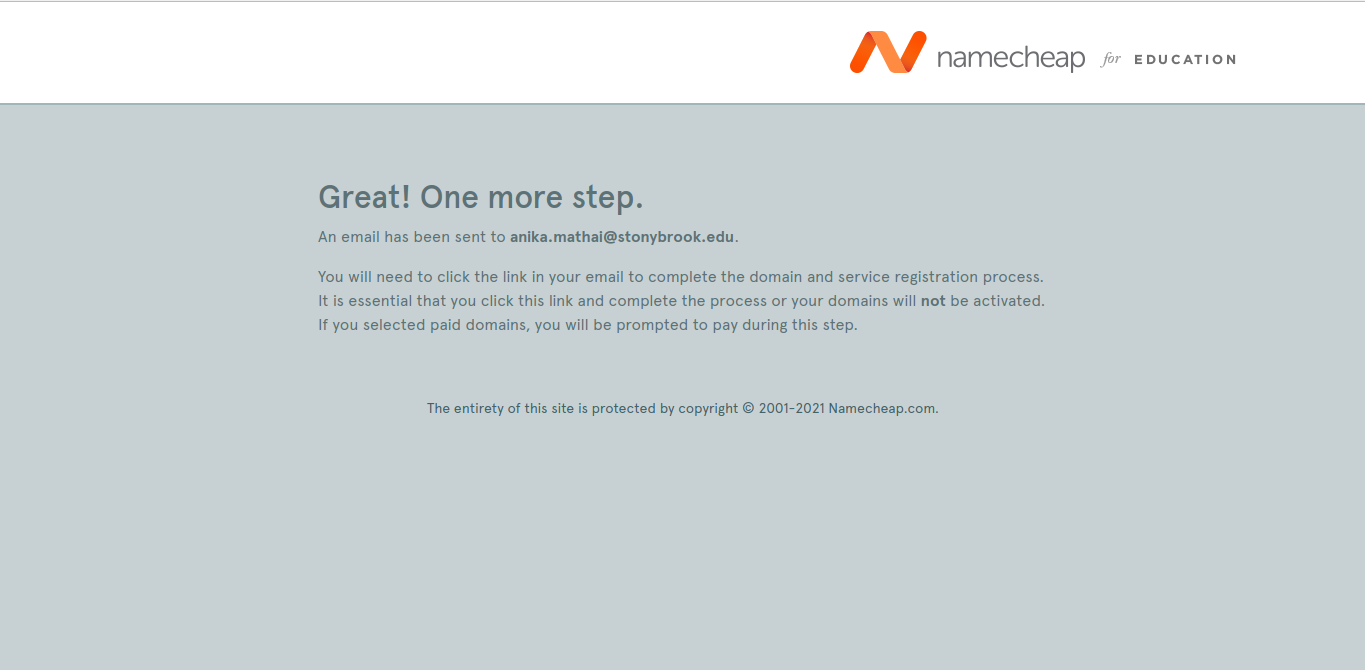 namecheap for EDUCATION
Great! One more step.
An email has been sent to anika.mathai@stonybrook.edu.
You will need to click the link in your email to complete the domain and service registration process.
It is essential that you click this link and complete the process or your domains will not be activated.
If you selected paid domains, you will be prompted to pay during this step.
The entirety of this site is protected by copyright © 2001-2021 Namecheap.com.